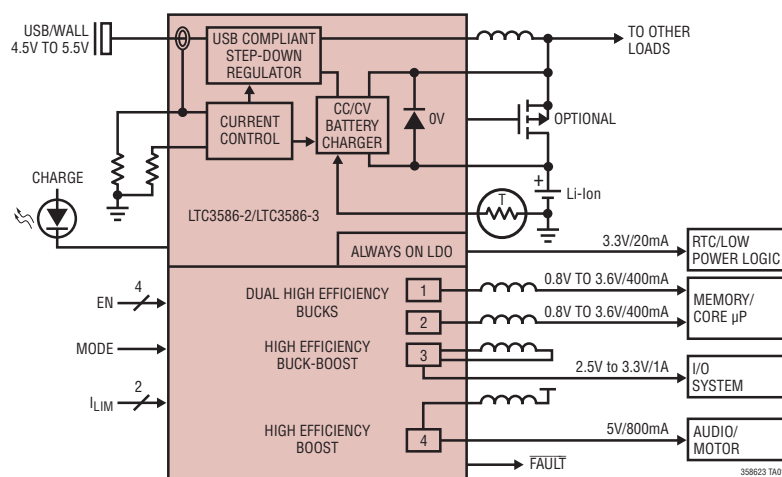 USB/WALL
4.5V TO 5.5V
USB COMPLIANT
STEP-DOWN
REGULATOR
TO OTHER
LOADS
CURRENT
CONTROL
CC/CV
BATTERY
CHARGER
0V
OPTIONAL
CHARGE
LTC3586-2/LTC3586-3
T
+
Li-Ion
ALWAYS ON LDO
3.3V/20mA
RTC/LOW
POWER LOGIC
4
EN
DUAL HIGH EFFICIENCY
BUCKS
1
0.8V TO 3.6V/400mA
2
0.8V TO 3.6V/400mA
MEMORY/
CORE µP
MODE
HIGH EFFICIENCY
BUCK-BOOST
3
2.5V to 3.3V/1A
I/O
SYSTEM
2
ILIM
HIGH EFFICIENCY
BOOST
4
5V/800mA
AUDIO/
MOTOR
FAULT